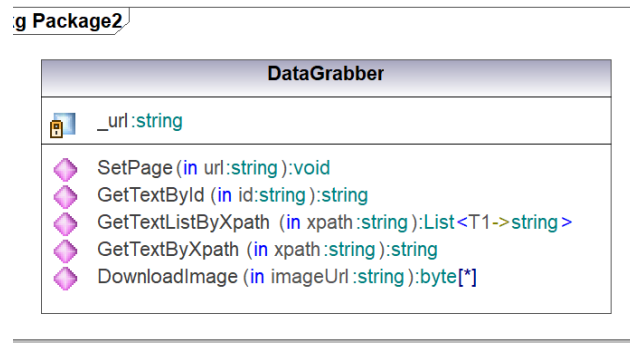 g Package2
DataGrabber
_url:string
SetPage(in url:string):void
GetTextById (in id:string):string
GetTextListByXpath (in xpath:string):List<T1->string>
GetTextByXpath (in xpath:string):string
DownloadImage (in imageUrl:string):byte[*]